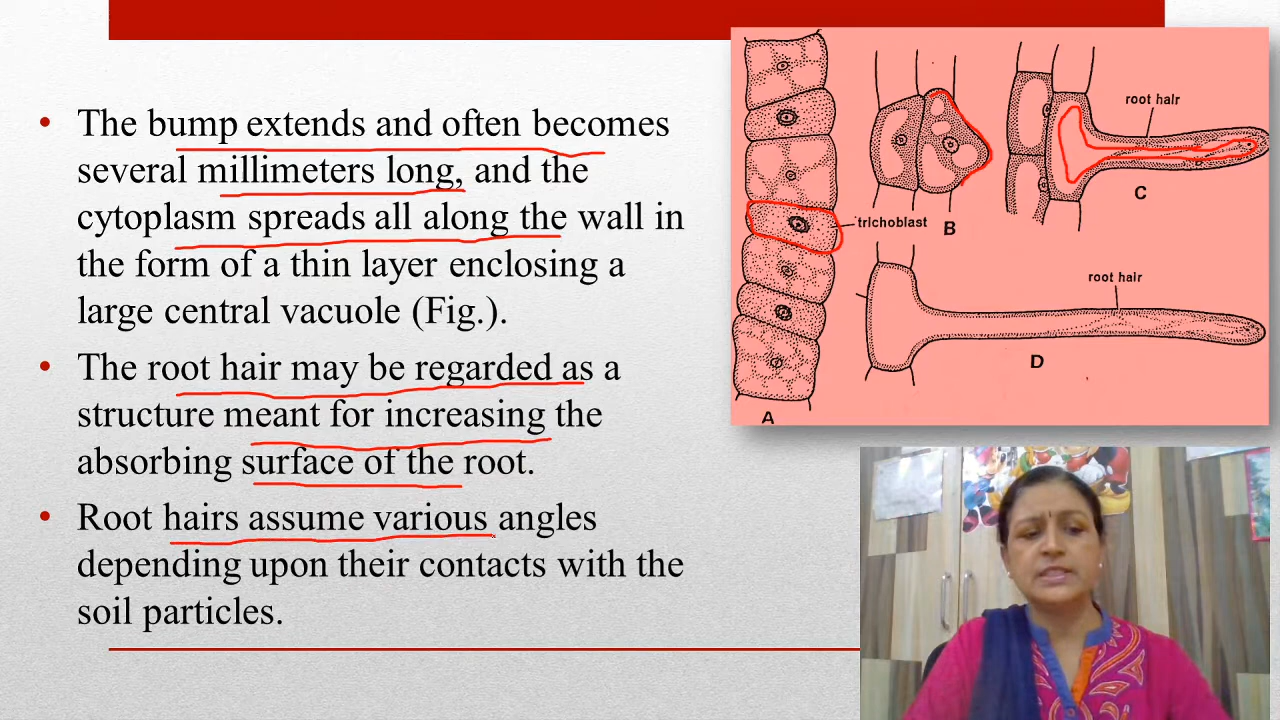 • The bump extends and often becomes
several millimeters long, and the
cytoplasm spreads all along the wall in
the form of a thin layer enclosing a
large central vacuole (Fig.).
• The root hair may be regarded as a
structure meant for increasing the
absorbing surface of the root.
• Root hairs assume various angles
depending upon their contacts with the
soil particles.
root hair
C
trichoblast
B
root hair
D
A